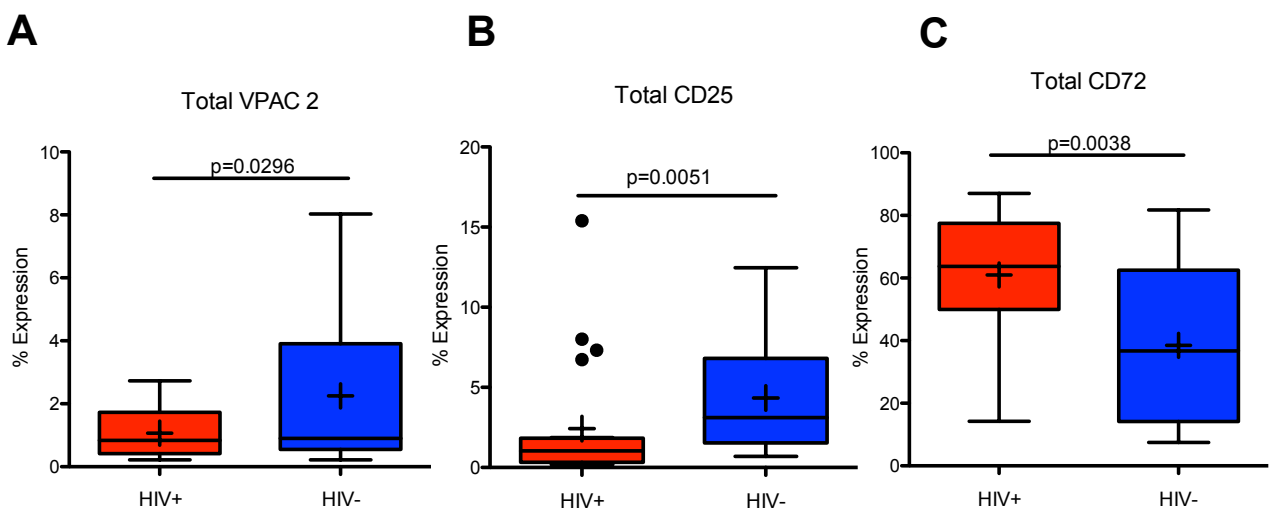 A
B
C
Total VPAC 2
Total CD25
Total CD72
p=0.0296
p=0.0051
p=0.0038
% Expression
10
8
6
4
2
0
HIV+
HIV-
% Expression
20
15
10
5
0
HIV+
HIV-
% Expression
100
80
60
40
20
0
HIV+
HIV-